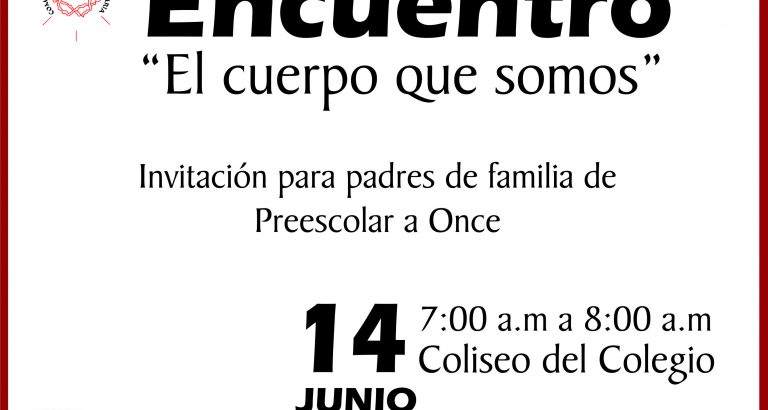 Encuentro
“El cuerpo que somos”
Invitación para padres de familia de
Preescolar a Once
14
JUNIO
7:00 a.m a 8:00 a.m
Coliseo del Colegio